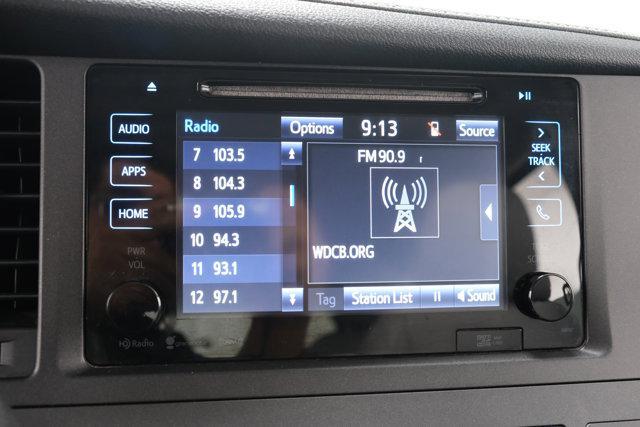 AUDIO
APPS
HOME
PWR
VOL
Radio Options 9:13 Source
7 103.5
8 104.3
9 105.9
10 94.3
11 93.1
12 97.1
FM 90.9 r
WDCB.ORG
Tag Station List II Sound
SEEK
TRACK
HD Radio